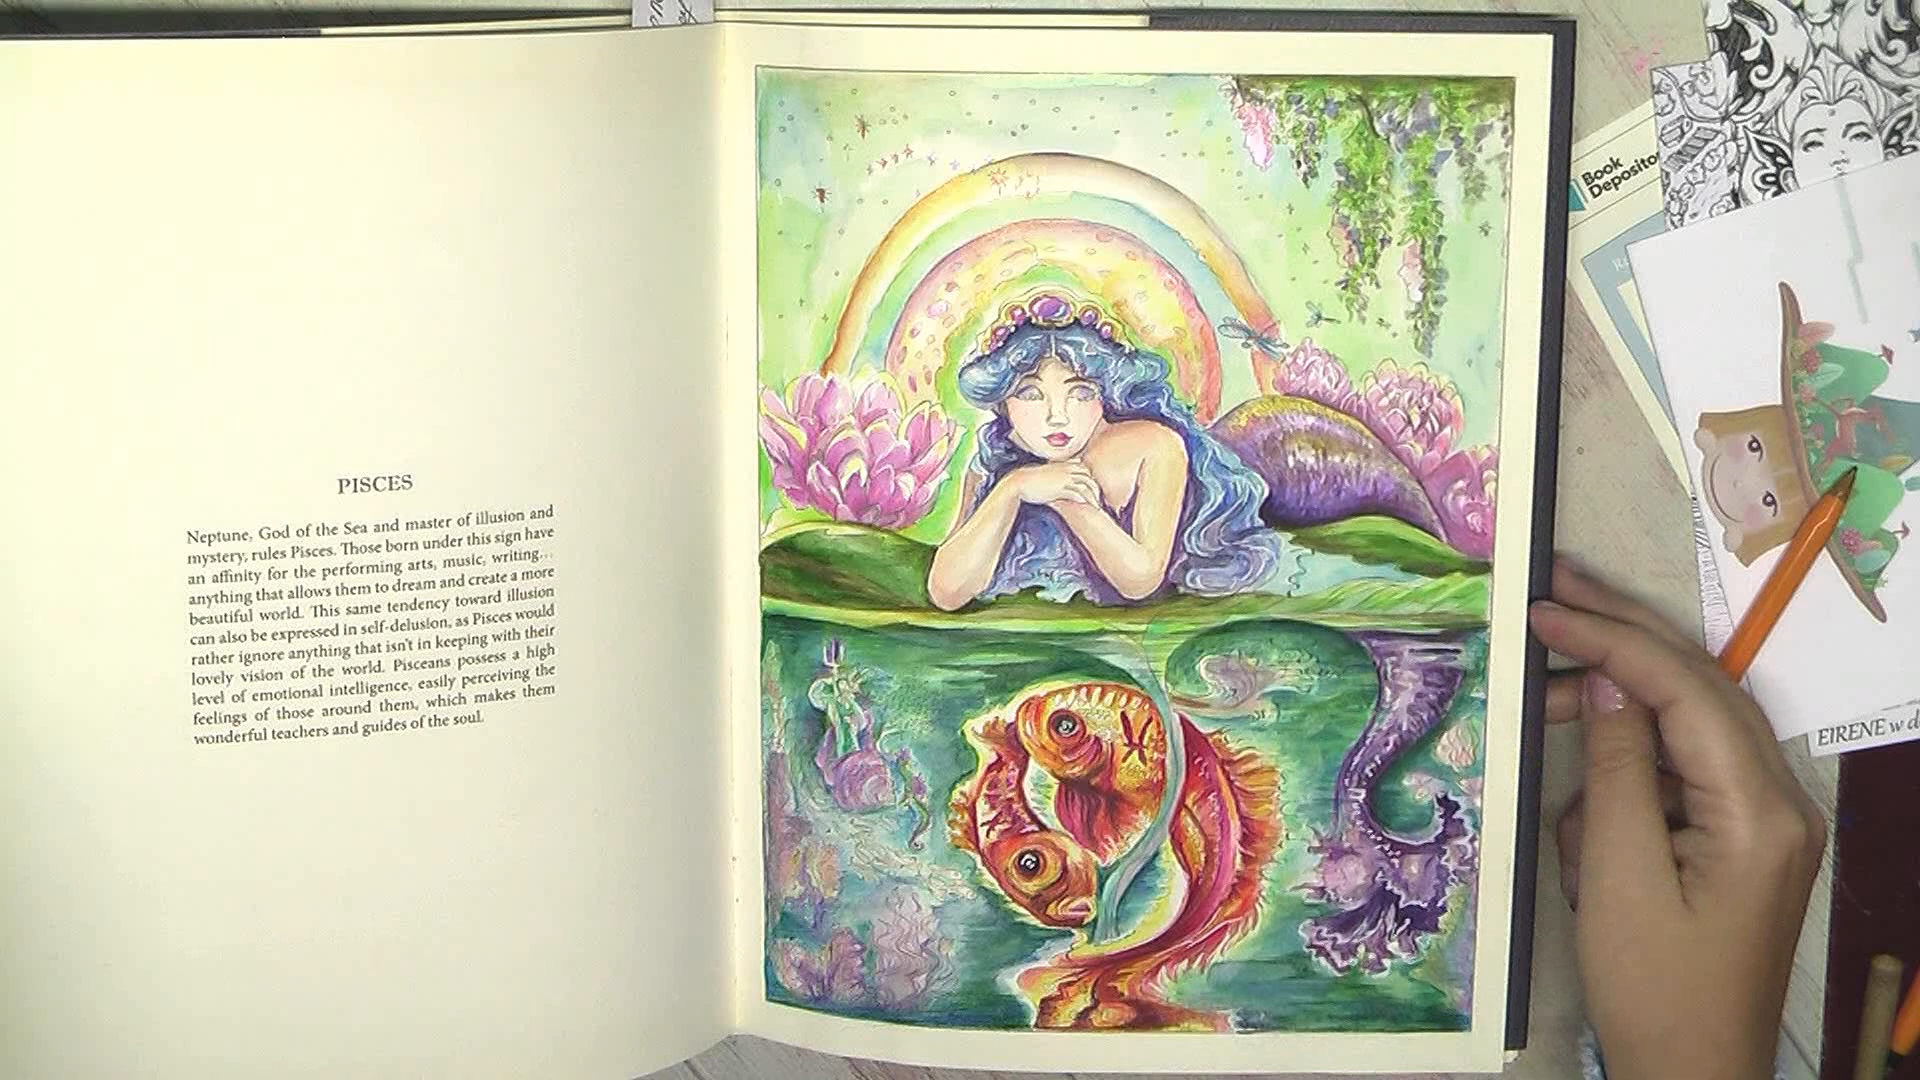 PISCES
Neptune, God of the Sea and master of illusion and
mystery, rules Pisces. Those born under this sign have
an affinity for the performing arts, music, writing…
anything that allows them to dream and create a more
beautiful world. This same tendency toward illusion
can also be expressed in self-delusion, as Pisces would
rather ignore anything that isn't in keeping with their
lovely vision of the world. Pisceans possess a high
level of emotional intelligence, easily perceiving the
feelings of those around them, which makes them
wonderful teachers and guides of the soul.
Book
Depositor
EIRENE w d